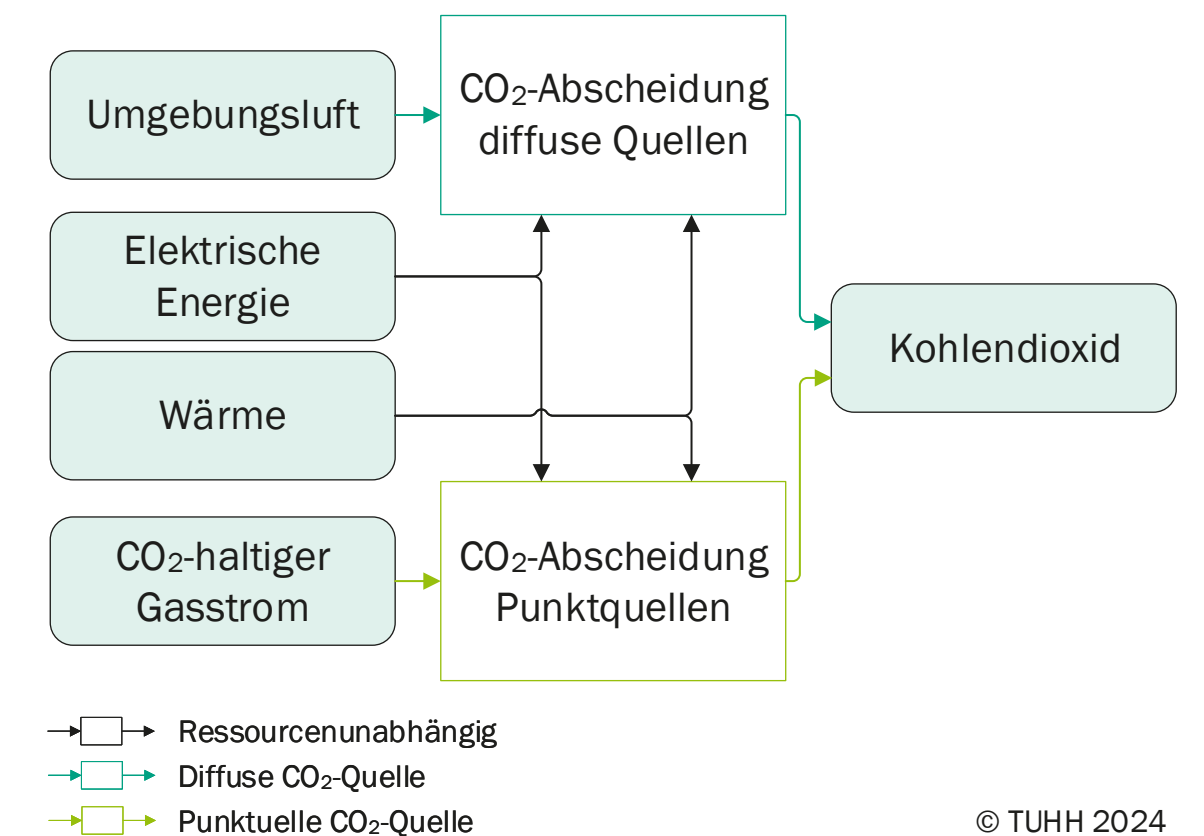 Umgebungsluft
CO₂-Abscheidung
diffuse Quellen
Elektrische
Energie
Wärme
Kohlendioxid
CO₂-haltiger
Gasstrom
CO₂-Abscheidung
Punktquellen
Ressourcenunabhängig
Diffuse CO₂-Quelle
Punktuelle CO₂-Quelle
© TUHH 2024